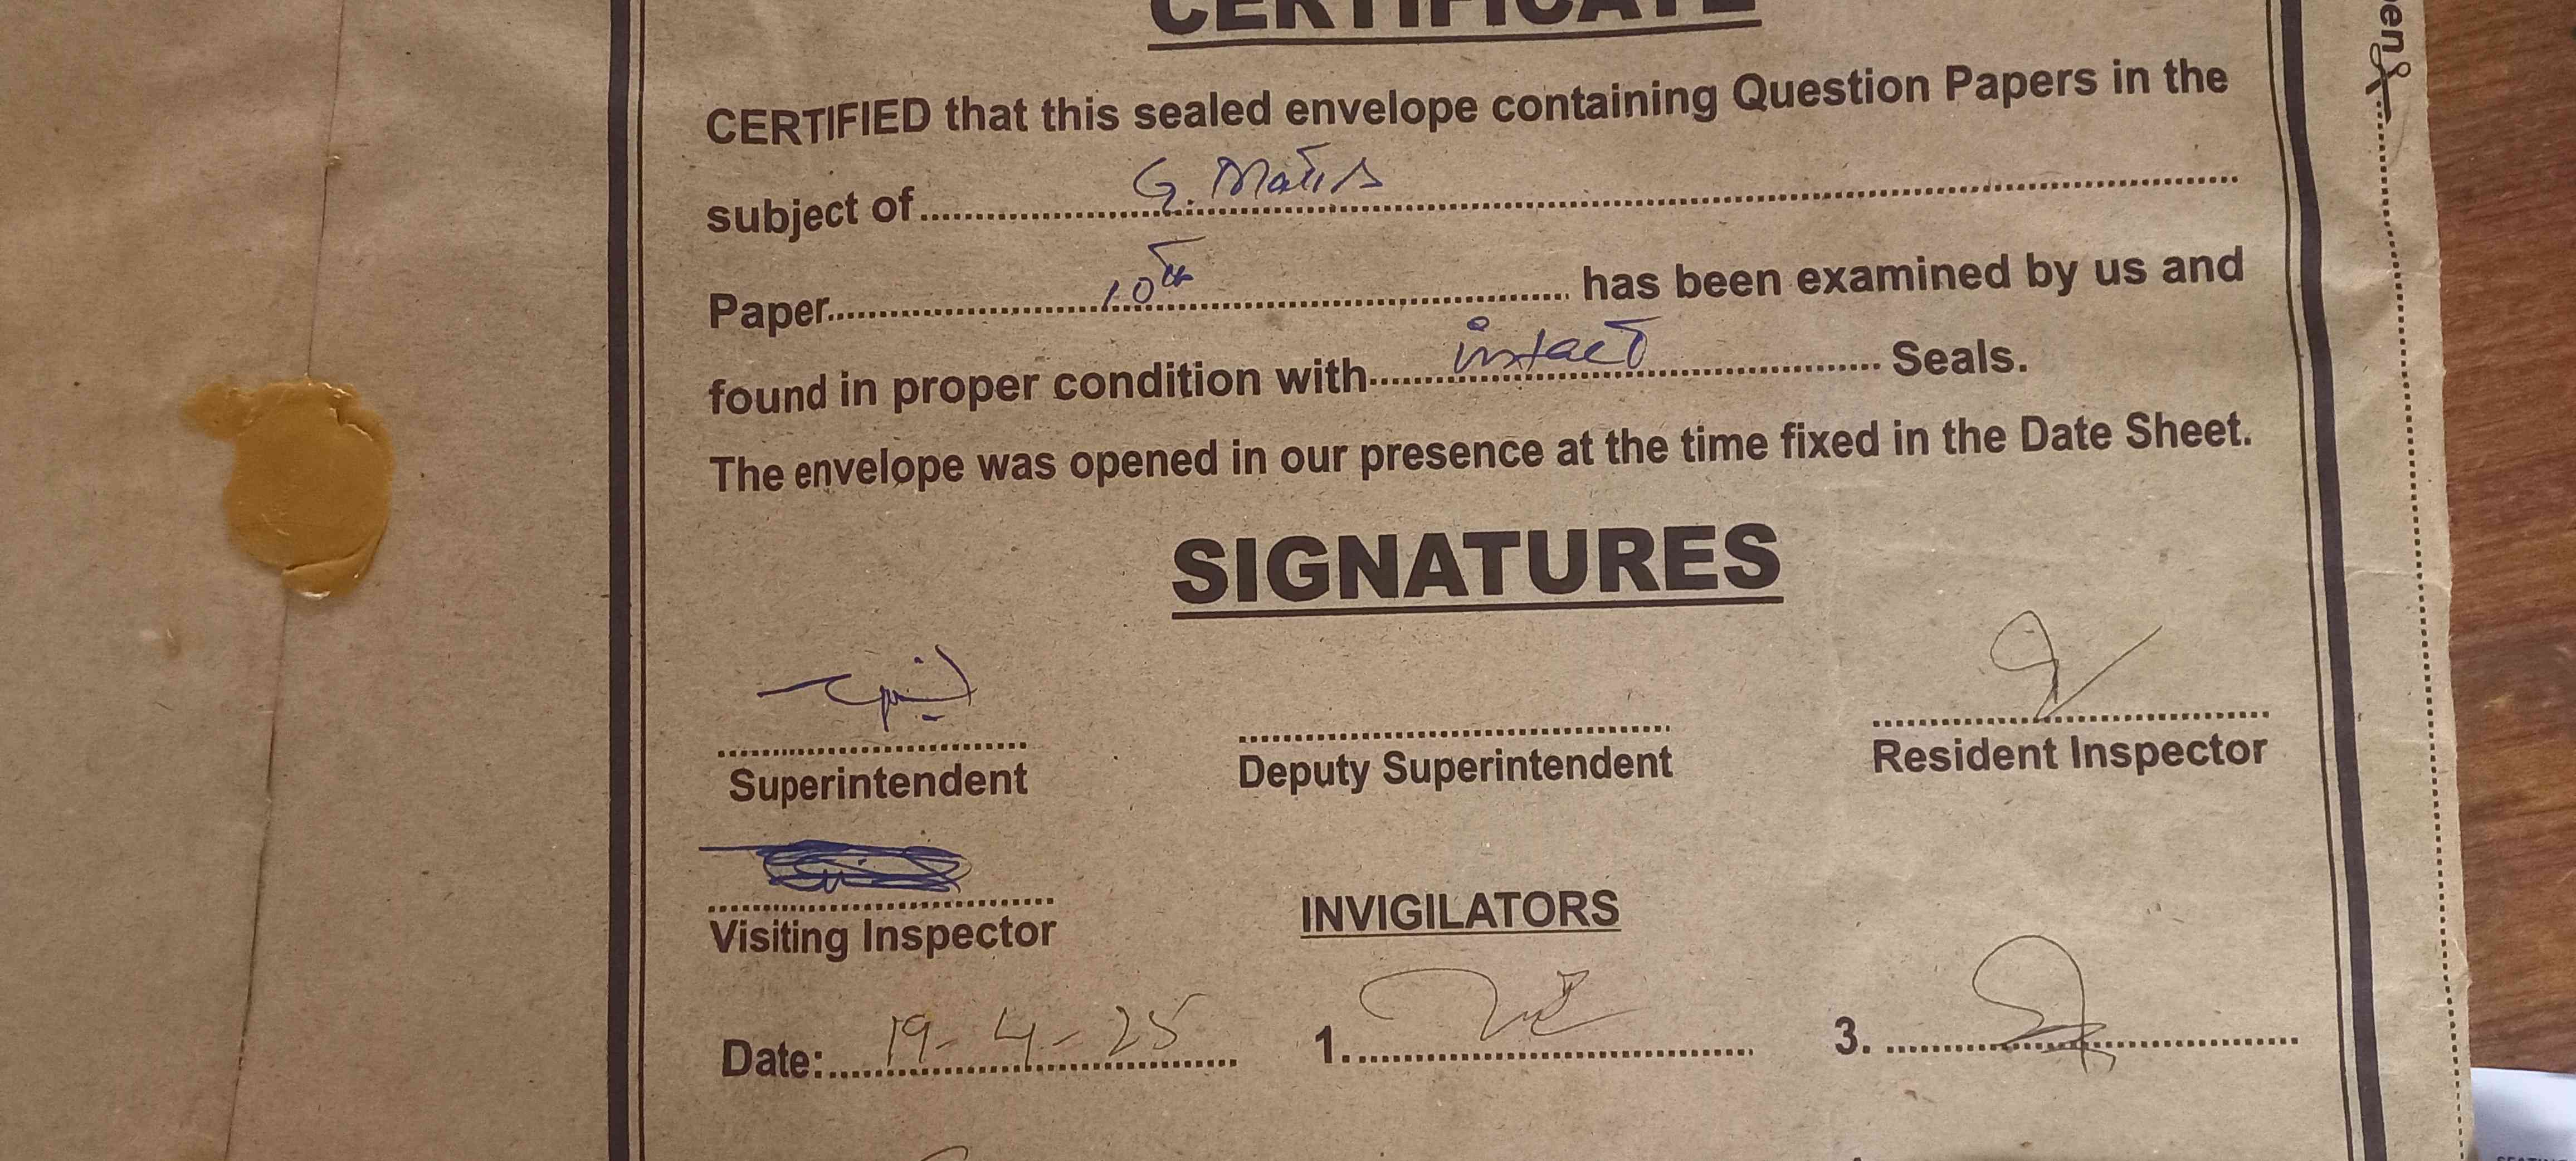 CERTIFICATE
CERTIFIED that this sealed envelope containing Question Papers in the
subject of G. Maths
Paper 10th has been examined by us and
found in proper condition with intact Seals.
The envelope was opened in our presence at the time fixed in the Date Sheet.
SIGNATURES
Superintendent Deputy Superintendent Resident Inspector
Visiting Inspector INVIGILATORS
Date: 19-4-25 1. 3.